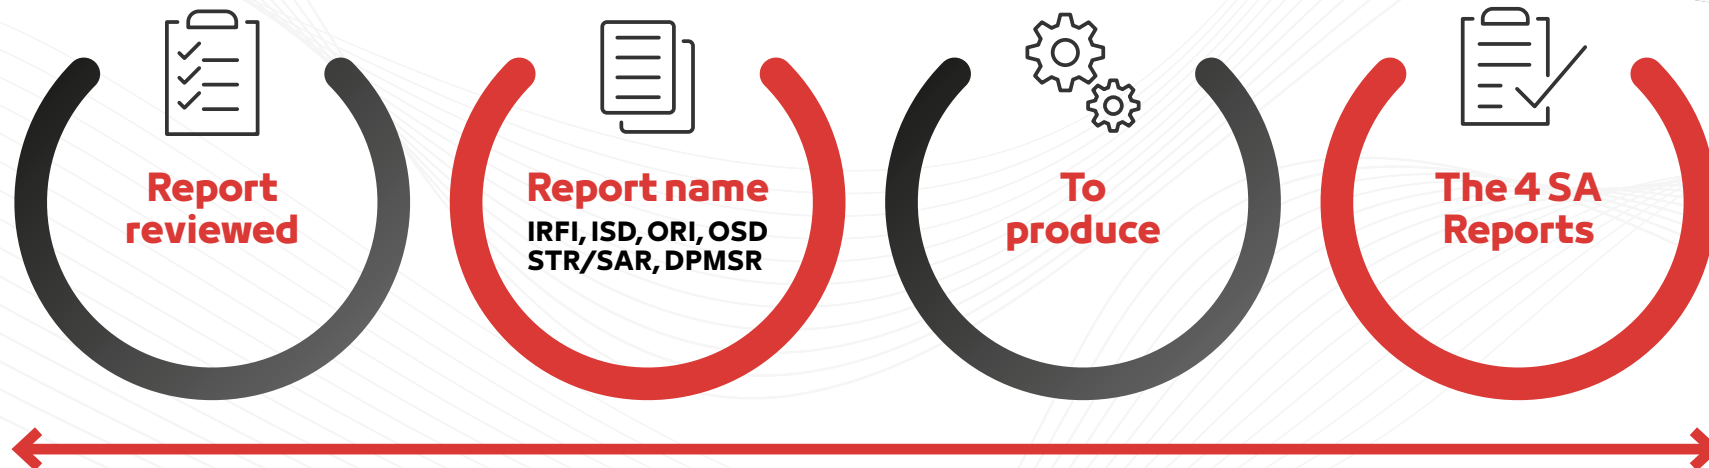 Report
reviewed
Report name
IRFI, ISD, ORI, OSD
STR/SAR, DPMSR
To
produce
The 4 SA
Reports